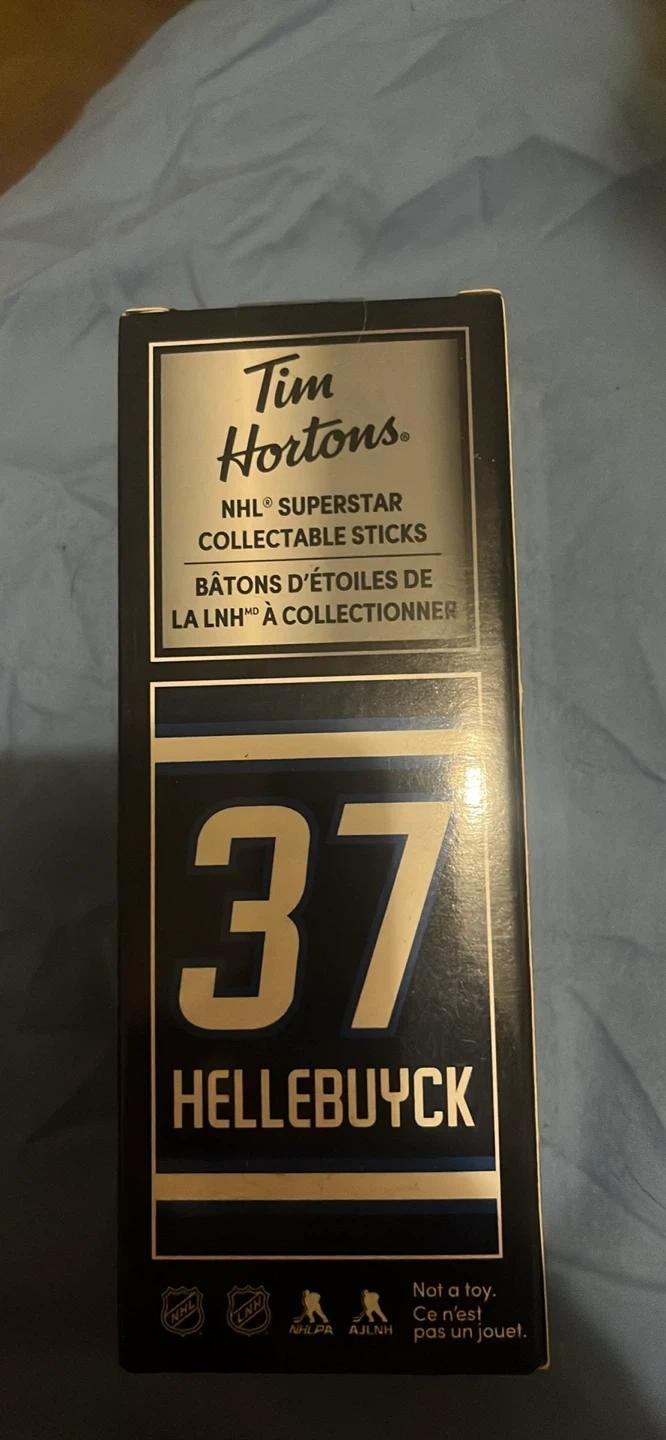 Tim
Hortons®
NHL® SUPERSTAR
COLLECTABLE STICKS
BÂTONS D'ÉTOILES DE
LA LNHᴹᴰ À COLLECTIONNER
37
HELLEBUYCK
NHL
LNH
NHLPA
AJLNH
Not a toy.
Ce n'est
pas un jouet.